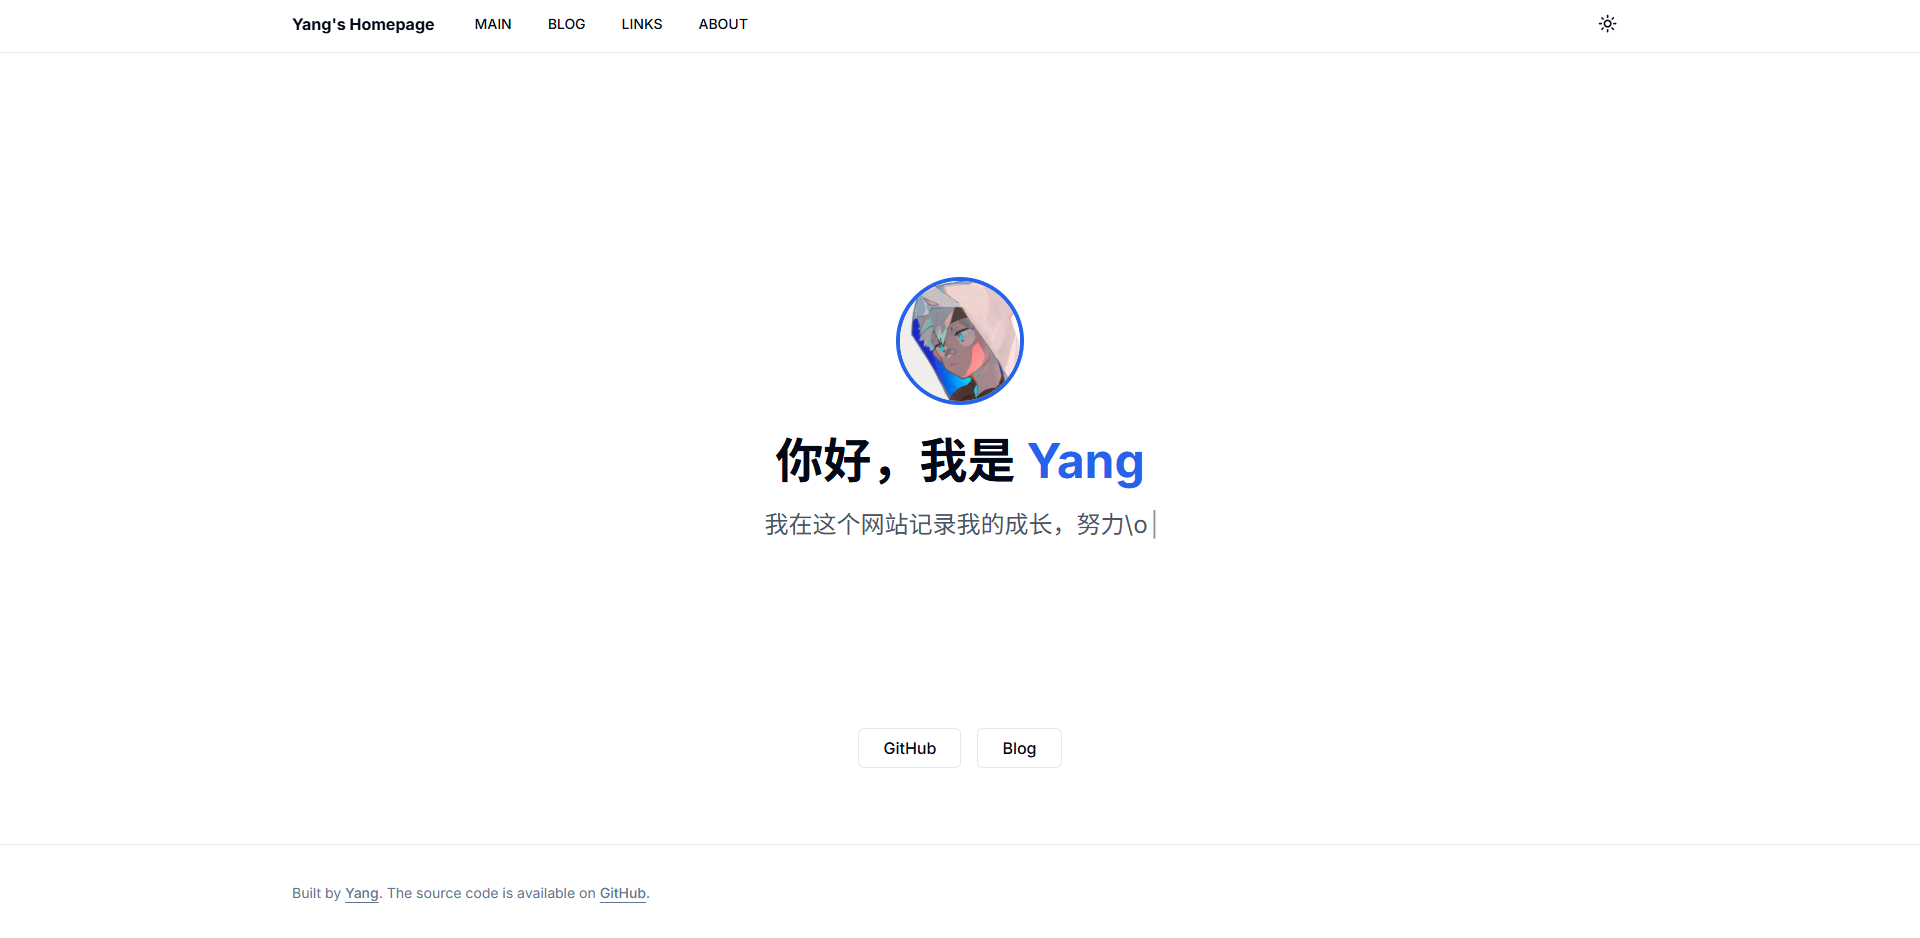 Yang's Homepage MAIN BLOG LINKS ABOUT
你好，我是 Yang
我在这个网站记录我的成长，努力\o
GitHub Blog
Built by Yang. The source code is available on GitHub.